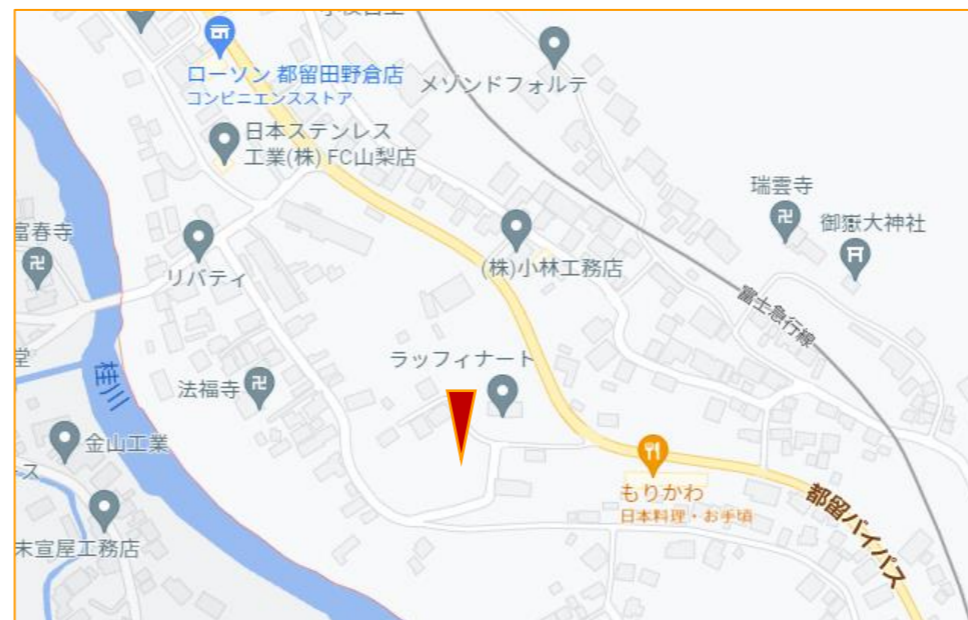 ローソン 都留田野倉店
コンビニエンスストア
メゾンドフォルテ
日本ステンレス
工業(株) FC山梨店
瑞雲寺
御嶽大神社
富春寺
リバティ
(株)小林工務店
富士急行線
ラッフィナート
堂
法福寺
桂川
金山工業
ース
もりかわ
日本料理・お手頃
都留バイパス
末宣屋工務店